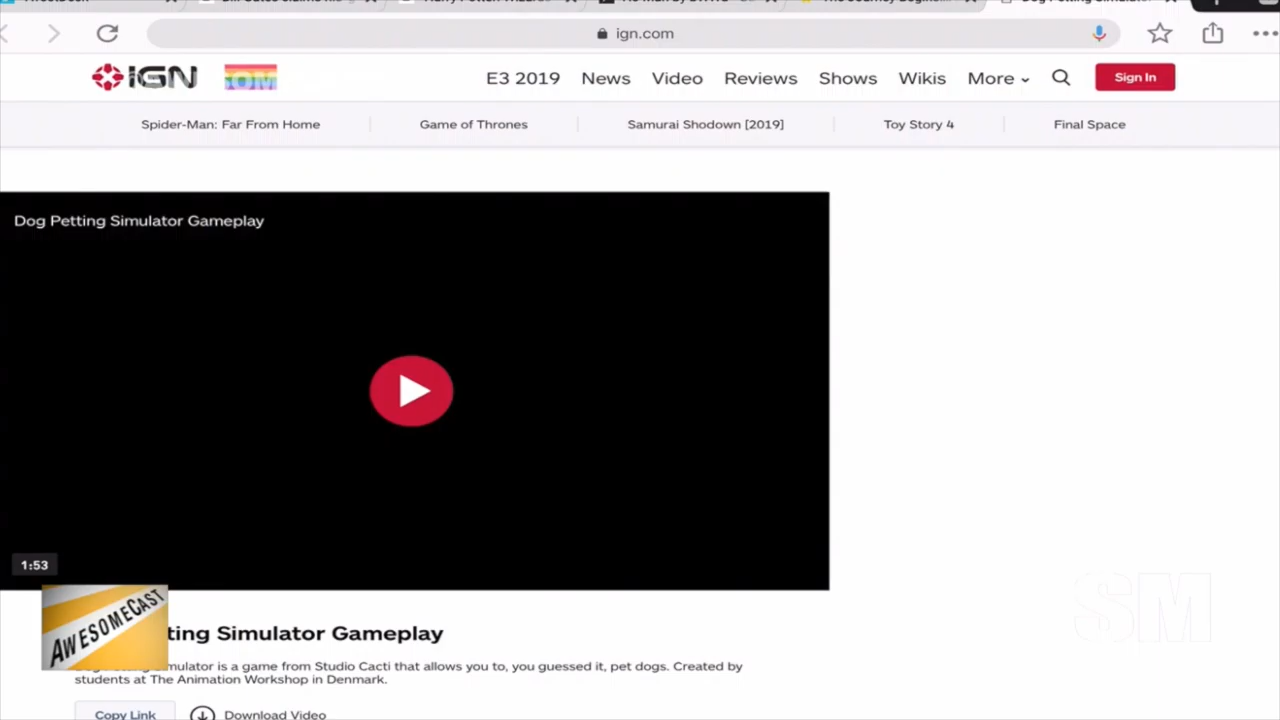 ign.com
IGN
E3 2019 News Video Reviews Shows Wikis More Sign In
Spider-Man: Far From Home Game of Thrones Samurai Shodown [2019] Toy Story 4 Final Space
Dog Petting Simulator Gameplay
1:53
AWESOMECAST
SM
Simulator Gameplay
is a game from Studio Cacti that allows you to, you guessed it, pet dogs. Created by
students at The Animation Workshop in Denmark.
Copy Link Download Video